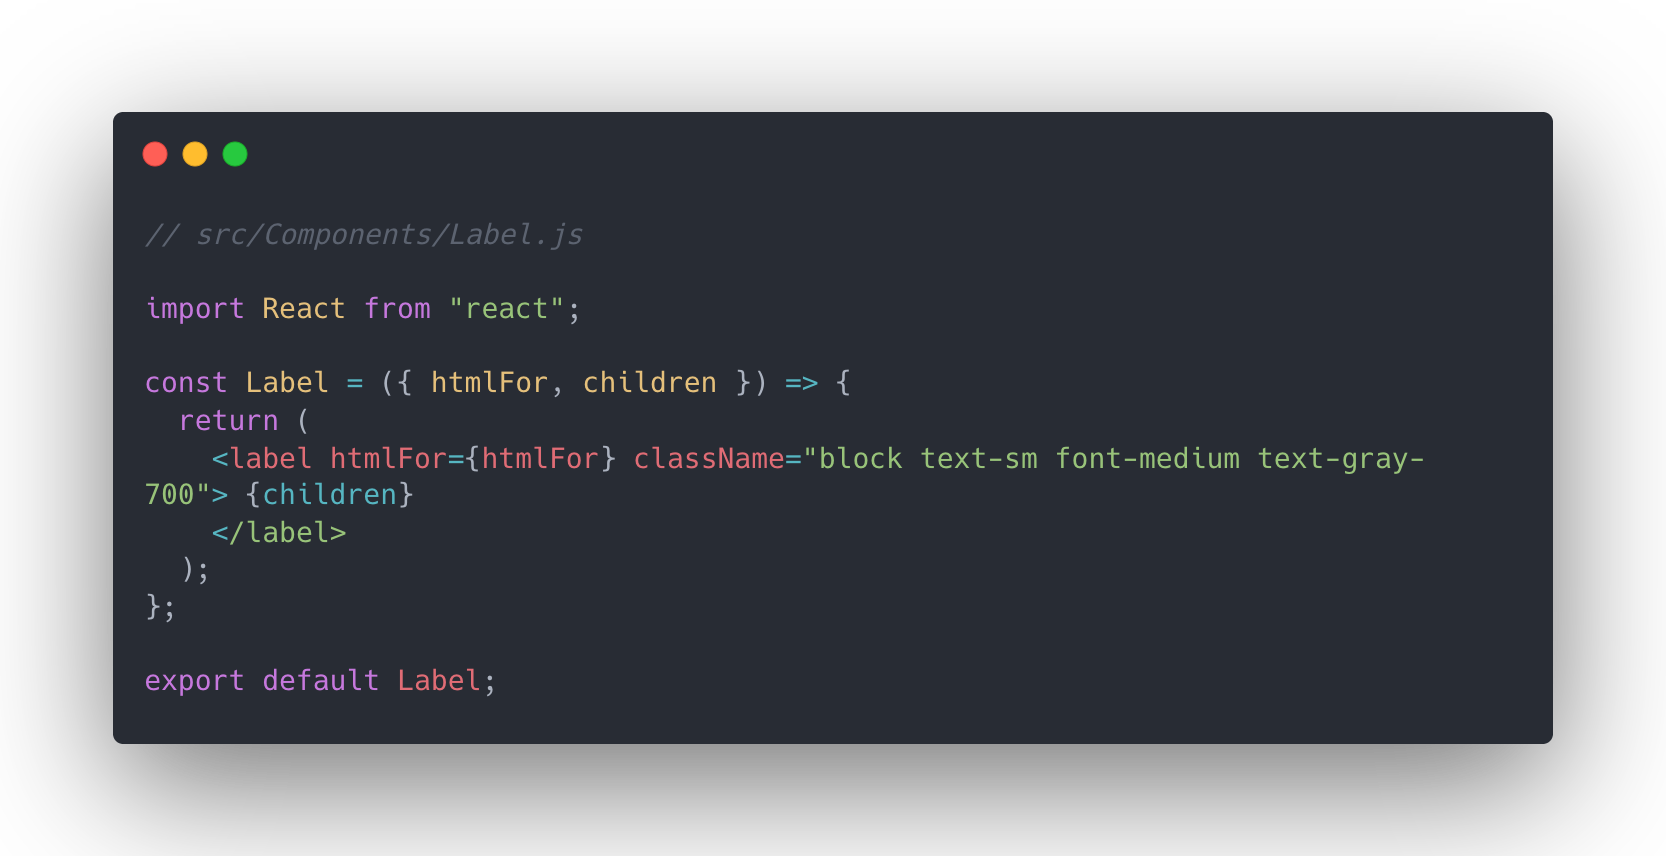 // src/Components/Label.js

import React from "react";

const Label = ({ htmlFor, children }) => {
  return (
    <label htmlFor={htmlFor} className="block text-sm font-medium text-gray-
700"> {children}
    </label>
  );
};

export default Label;